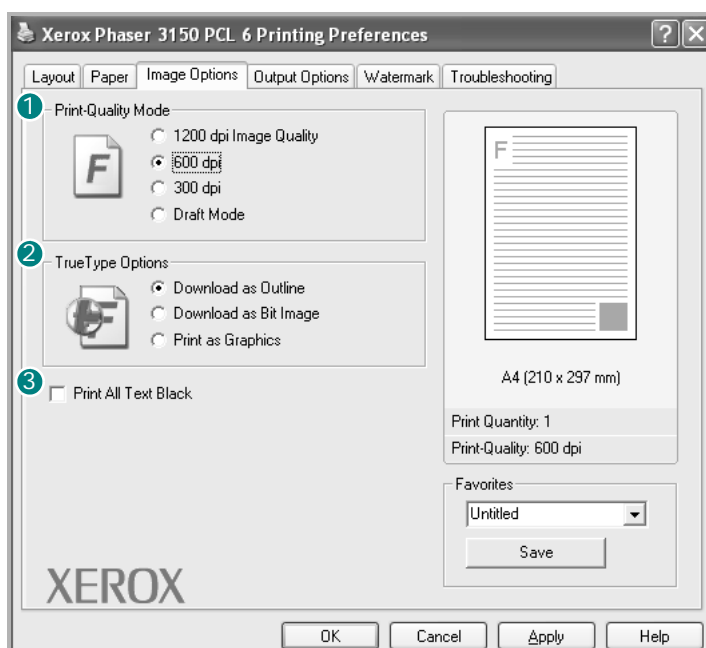 Xerox Phaser 3150 PCL 6 Printing Preferences
Layout Paper Image Options Output Options Watermark Troubleshooting
1
Print-Quality Mode
F
1200 dpi Image Quality
600 dpi
300 dpi
Draft Mode
2
TrueType Options
F
Download as Outline
Download as Bit Image
Print as Graphics
3
Print All Text Black
F
A4 (210 x 297 mm)
Print Quantity: 1
Print-Quality: 600 dpi
Favorites
Untitled
Save
XEROX
OK Cancel Apply Help